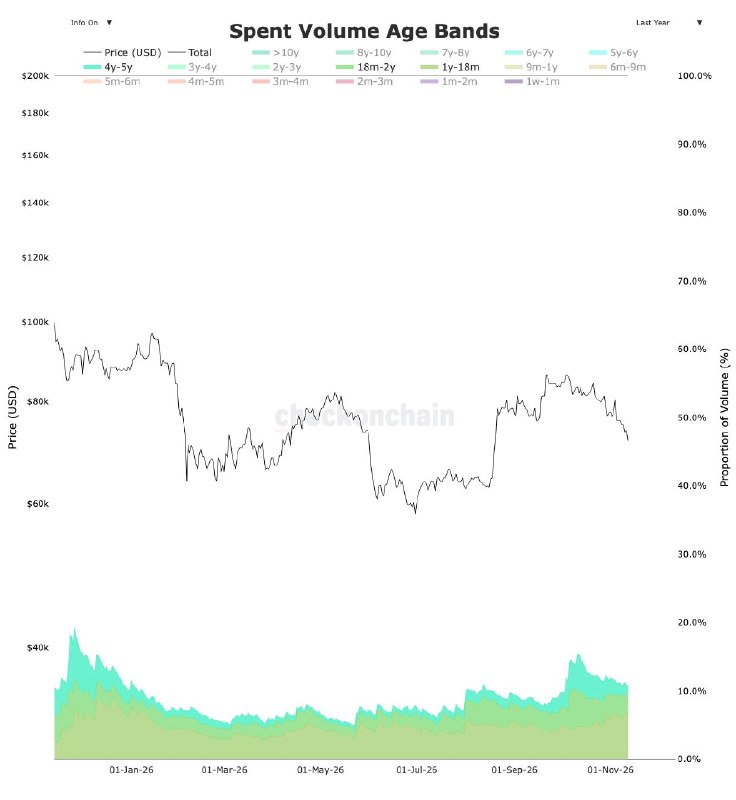 Info On ▼
Last Year ▼
Spent Volume Age Bands
Price (USD) Total >10y 8y-10y 7y-8y 6y-7y 5y-6y
4y-5y 3y-4y 2y-3y 18m-2y 1y-18m 9m-1y 6m-9m
5m-6m 4m-5m 3m-4m 2m-3m 1m-2m 1w-1m
$200k
$180k
$160k
$140k
$120k
$100k
$80k
$60k
$40k
Price (USD)
checkonchain
100.0%
90.0%
80.0%
70.0%
60.0%
50.0%
40.0%
30.0%
20.0%
10.0%
0.0%
Proportion of Volume (%)
01-Jan-26 01-Mar-26 01-May-26 01-Jul-26 01-Sep-26 01-Nov-26